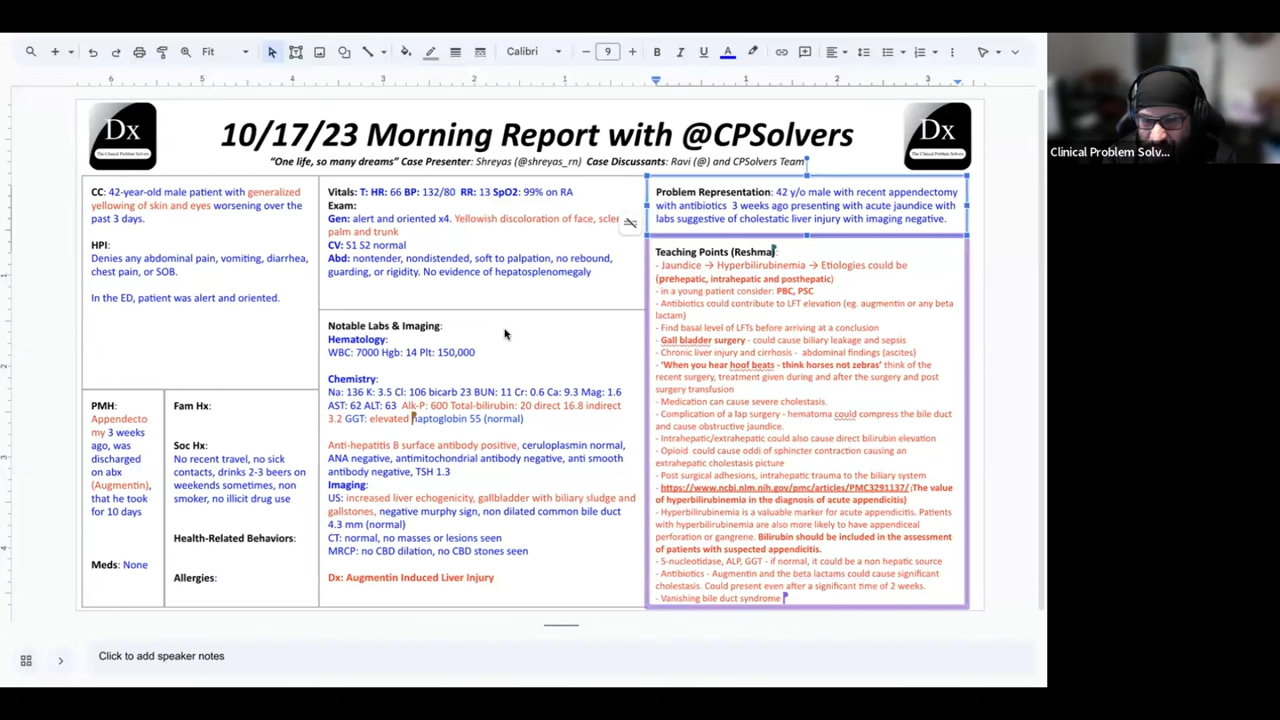 Fit
Calibri
9
B I U A
6 5 4 3 2 1 1 2 3
Dx
The Clinical Problem Solvers
10/17/23 Morning Report with @CPSolvers
“One life, so many dreams” Case Presenter: Shreyas (@shreyas_rn) Case Discussants: Ravi (@) and CPSolvers Team
Dx
The Clinical Problem Solvers
CC: 42-year-old male patient with generalized
yellowing of skin and eyes worsening over the
past 3 days.
HPI:
Denies any abdominal pain, vomiting, diarrhea,
chest pain, or SOB.
In the ED, patient was alert and oriented.
PMH:
Appendecto
my 3 weeks
ago, was
discharged
on abx
(Augmentin),
that he took
for 10 days
Meds: None
Fam Hx:
Soc Hx:
No recent travel, no sick
contacts, drinks 2-3 beers on
weekends sometimes, non
smoker, no illicit drug use
Health-Related Behaviors:
Allergies:
Vitals: T: HR: 66 BP: 132/80 RR: 13 SpO2: 99% on RA
Exam:
Gen: alert and oriented x4. Yellowish discoloration of face,
palm and trunk
CV: S1 S2 normal
Abd: nontender, nondistended, soft to palpation, no rebound,
guarding, or rigidity. No evidence of hepatosplenomegaly
Notable Labs & Imaging:
Hematology:
WBC: 7000 Hgb: 14 Plt: 150,000
Chemistry:
Na: 136 K: 3.5 Cl: 106 bicarb 23 BUN: 11 Cr: 0.6 Ca: 9.3 Mag: 1.6
AST: 62 ALT: 63 Alk-P: 600 Total-bilirubin: 20 direct 16.8 indirect
3.2 GGT: elevated haptoglobin 55 (normal)
Anti-hepatitis B surface antibody positive, ceruloplasmin normal,
ANA negative, antimitochondrial antibody negative, anti smooth
antibody negative, TSH 1.3
Imaging:
US: increased liver echogenicity, gallbladder with biliary sludge and
gallstones, negative murphy sign, non dilated common bile duct
4.3 mm (normal)
CT: normal, no masses or lesions seen
MRCP: no CBD dilation, no CBD stones seen
Dx: Augmentin Induced Liver Injury
Problem Representation: 42 y/o male with recent appendectomy
with antibiotics 3 weeks ago presenting with acute jaundice with
labs suggestive of cholestatic liver injury with imaging negative.
Teaching Points (Reshma):
- Jaundice → Hyperbilirubinemia → Etiologies could be
(prehepatic, intrahepatic and posthepatic)
- in a young patient consider: PBC, PSC
- Antibiotics could contribute to LFT elevation (eg. augmentin or any beta
lactam)
- Find basal level of LFTs before arriving at a conclusion
- Gall bladder surgery - could cause biliary leakage and sepsis
- Chronic liver injury and cirrhosis - abdominal findings (ascites)
- ‘When you hear hoof beats - think horses not zebras’ think of the
recent surgery, treatment given during and after the surgery and post
surgery transfusion
- Medication can cause severe cholestasis.
- Complication of a lap surgery - hematoma could compress the bile duct
and cause obstructive jaundice.
- Intrahepatic/extrahepatic could also cause direct bilirubin elevation
- Opioid could cause oddi of sphincter contraction causing an
extrahepatic cholestasis picture
- Post surgical adhesions, intrahepatic trauma to the biliary system
- https://www.ncbi.nlm.nih.gov/pmc/articles/PMC3291137/ (The value
of hyperbilirubinemia in the diagnosis of acute appendicitis)
- Hyperbilirubinemia is a valuable marker for acute appendicitis. Patients
with hyperbilirubinemia are also more likely to have appendiceal
perforation or gangrene. Bilirubin should be included in the assessment
of patients with suspected appendicitis.
- 5-nucleotidase, ALP, GGT - if normal, it could be a non hepatic source
- Antibiotics - Augmentin and the beta lactams could cause significant
cholestasis. Could present even after a significant time of 2 weeks.
- Vanishing bile duct syndrome
1 2 3 4
Click to add speaker notes
Clinical Problem Solv...